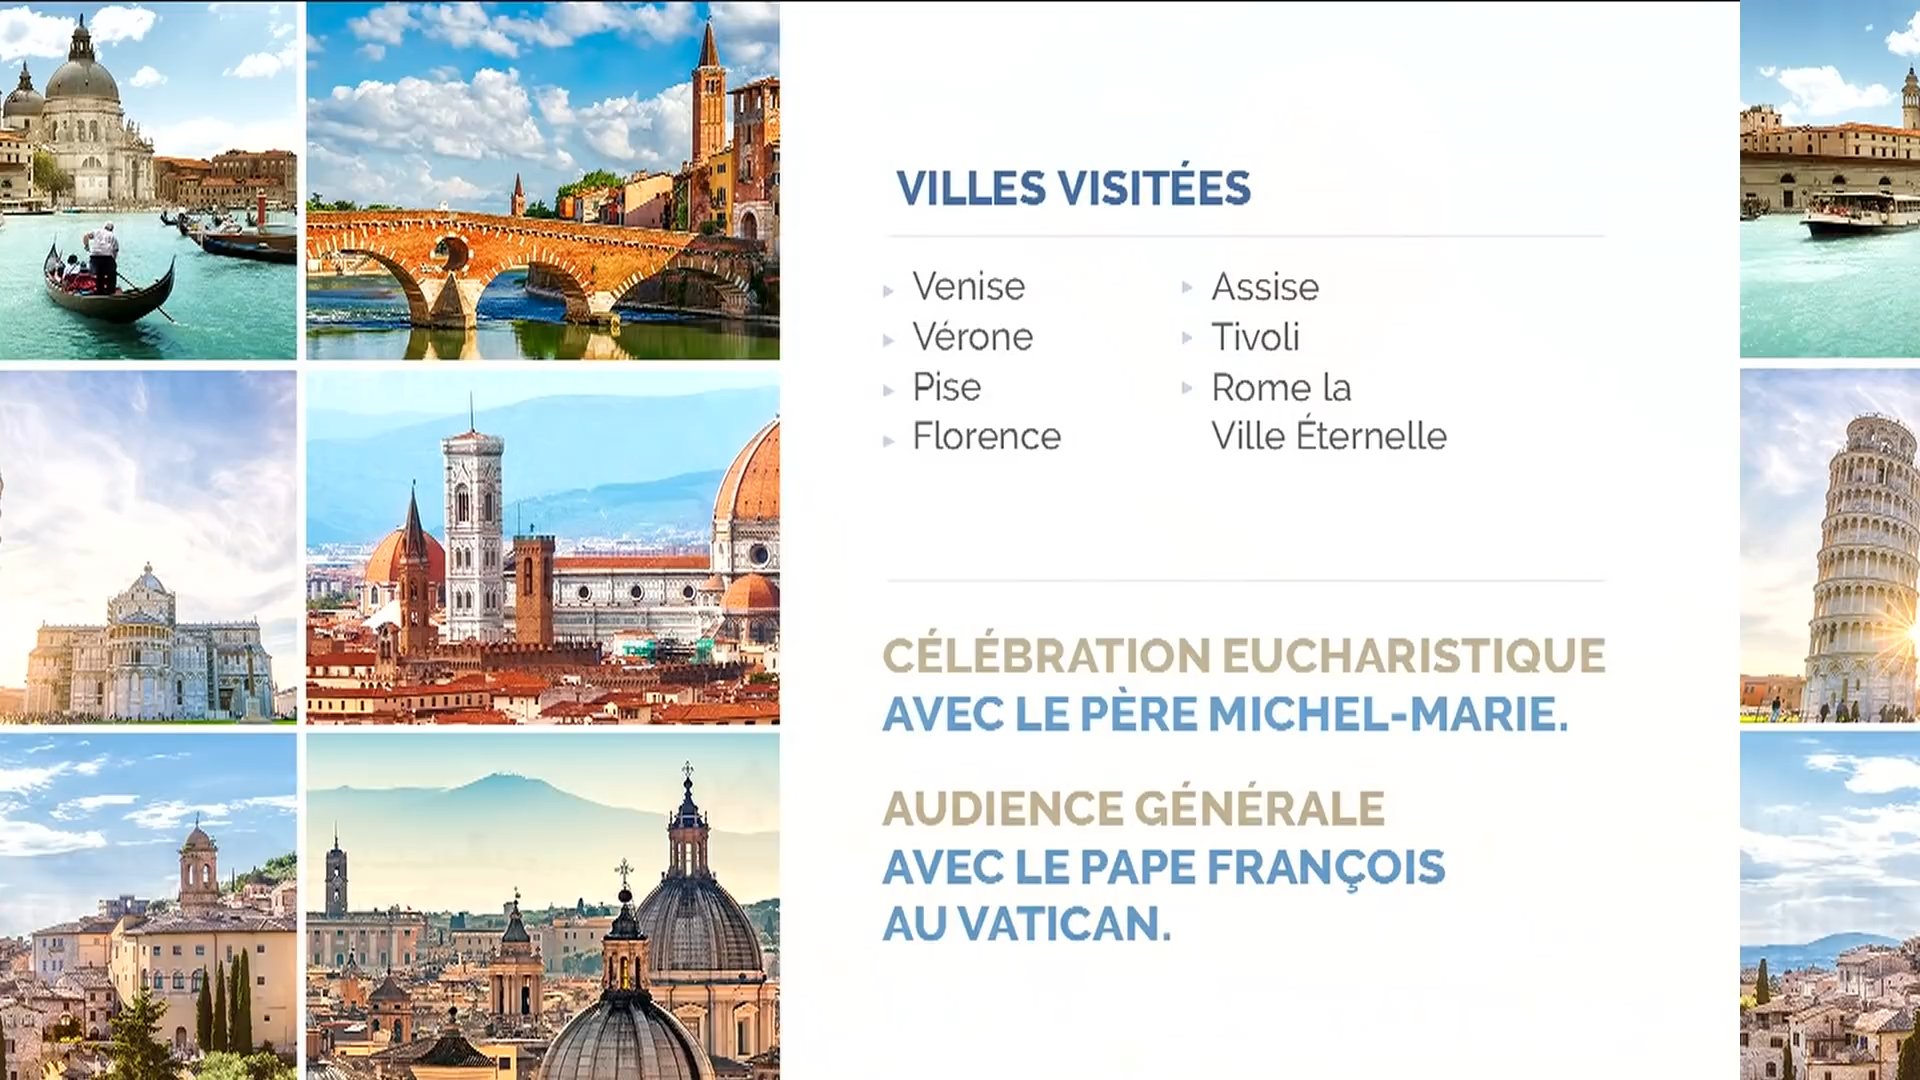 VILLES VISITÉES
Venise
Vérone
Pise
Florence
Assise
Tivoli
Rome la
Ville Éternelle
CÉLÉBRATION EUCHARISTIQUE
AVEC LE PÈRE MICHEL-MARIE.
AUDIENCE GÉNÉRALE
AVEC LE PAPE FRANÇOIS
AU VATICAN.